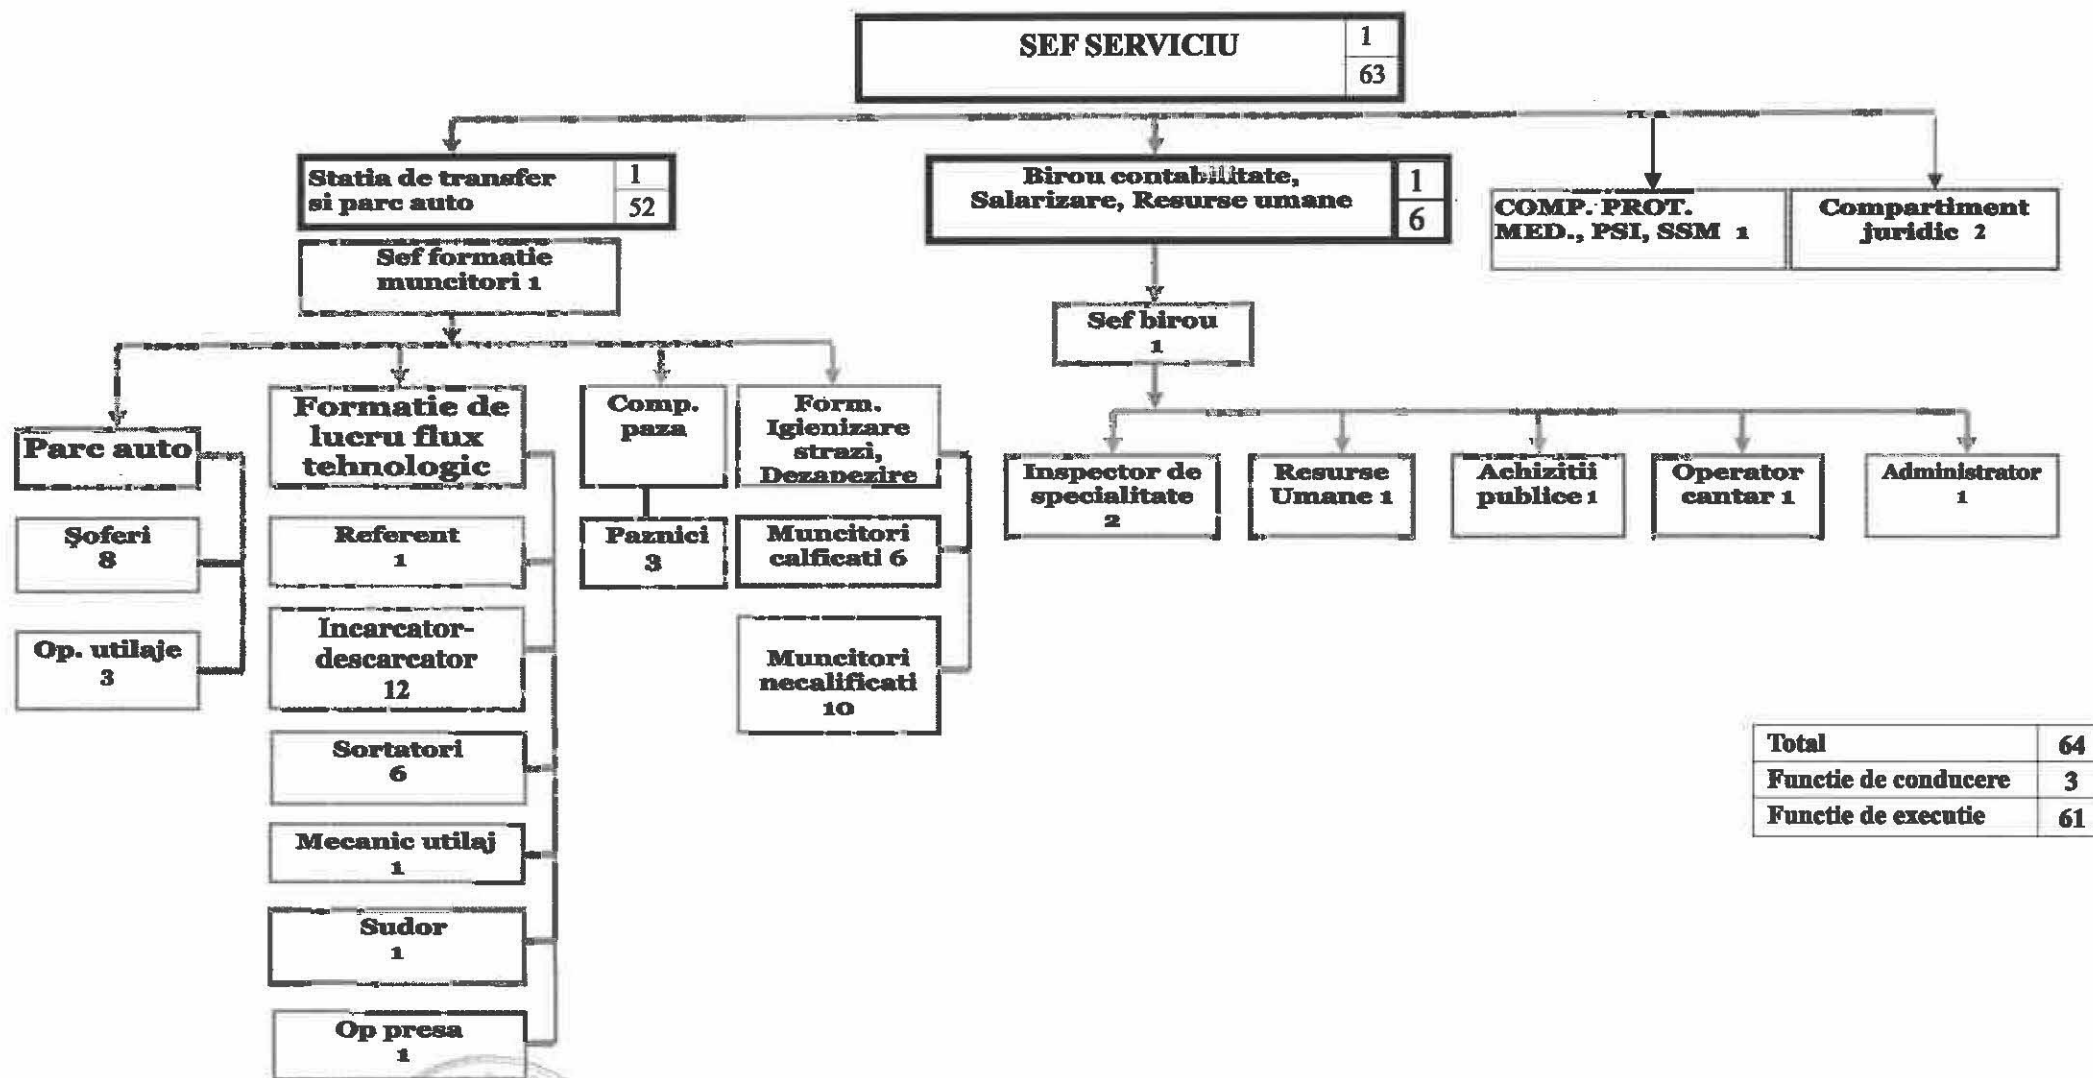 SEF SERVICIU
1
63
Statia de transfer
si parc auto
1
52
Birou contabilitate,
Salarizare, Resurse umane
1
6
COMP. PROT.
MED., PSI, SSM 1
Compartiment
juridic 2
Sef formatie
muncitori 1
Sef birou
1
Parc auto
Şoferi
8
Op. utilaje
3
Formatie de
lucru flux
tehnologic
Referent
1
Incarcator-
descarcator
12
Sortatori
6
Mecanic utilaj
1
Sudor
1
Op presa
1
Comp.
paza
Paznici
3
Form.
Igienizare
strazi,
Dezapezire
Muncitori
calficati 6
Muncitori
necalificati
10
Inspector de
specialitate
2
Resurse
Umane 1
Achizitii
publice 1
Operator
cantar 1
Administrator
1
Total 64
Functie de conducere 3
Functie de executie 61